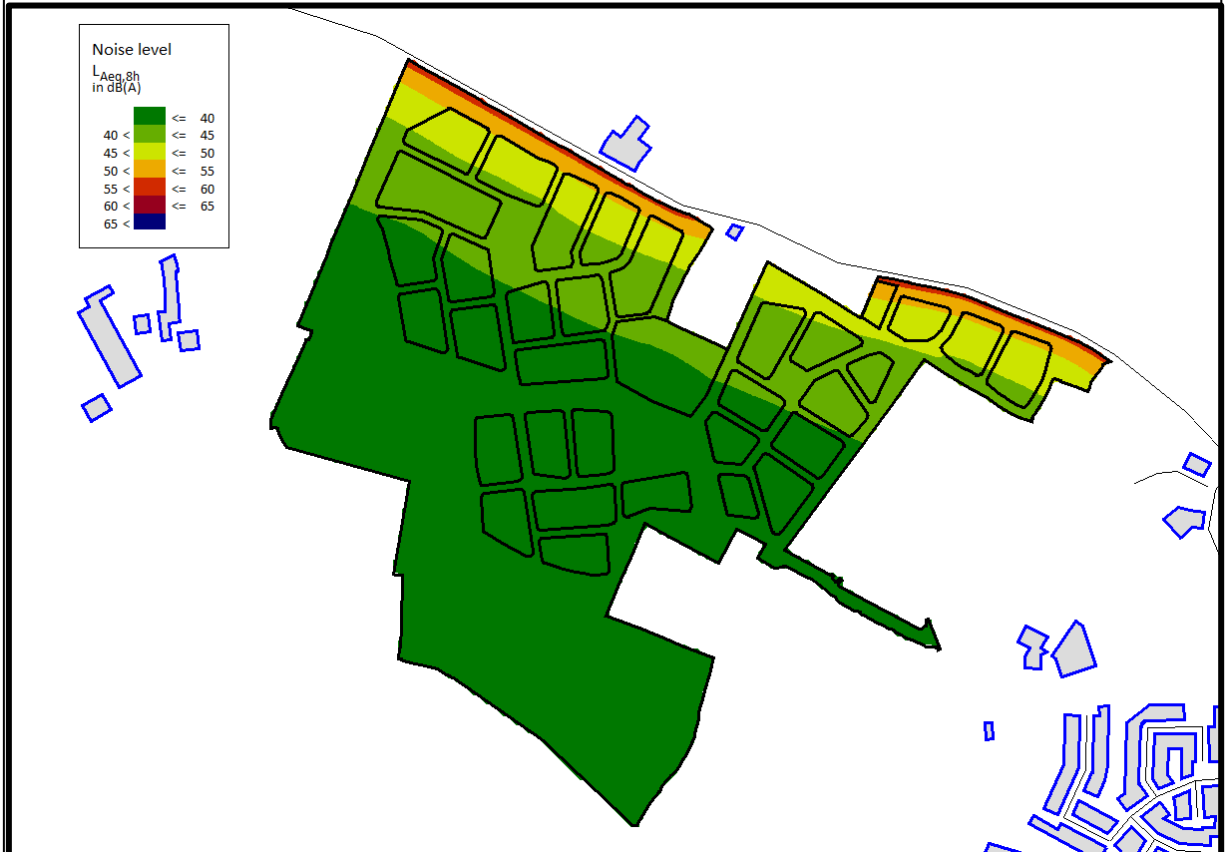 Noise level
LAeq,8h
in dB(A)
<= 40
40 < <= 45
45 < <= 50
50 < <= 55
55 < <= 60
60 < <= 65
65 <